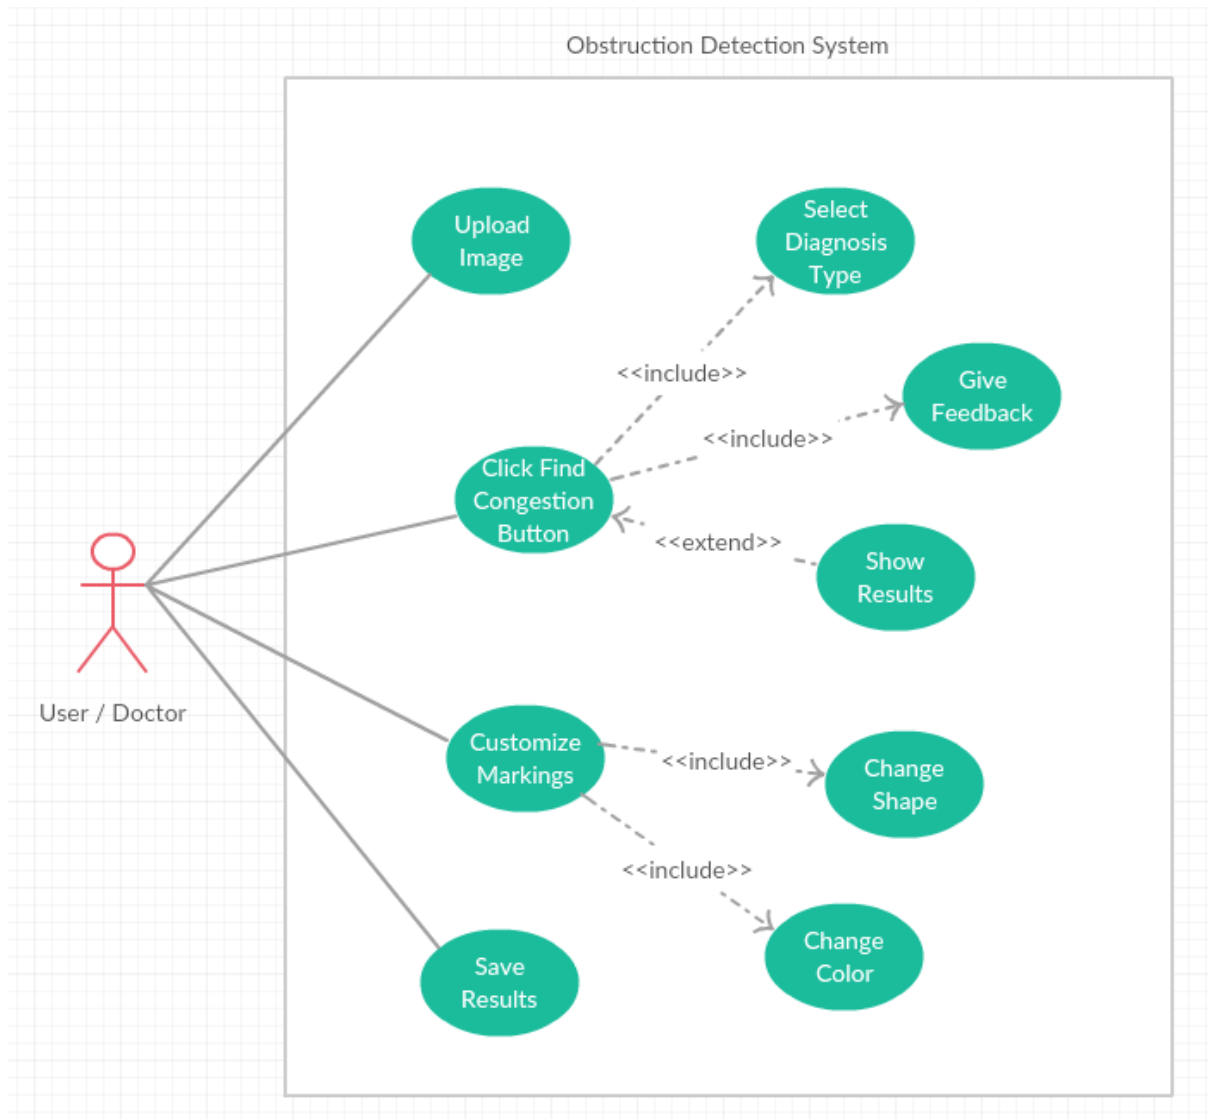 Obstruction Detection System
Upload
Image
Select
Diagnosis
Type
<<include>>
Give
Feedback
<<include>>
Click Find
Congestion
Button
<<extend>>
Show
Results
User / Doctor
Customize
Markings
<<include>>
Change
Shape
<<include>>
Change
Color
Save
Results